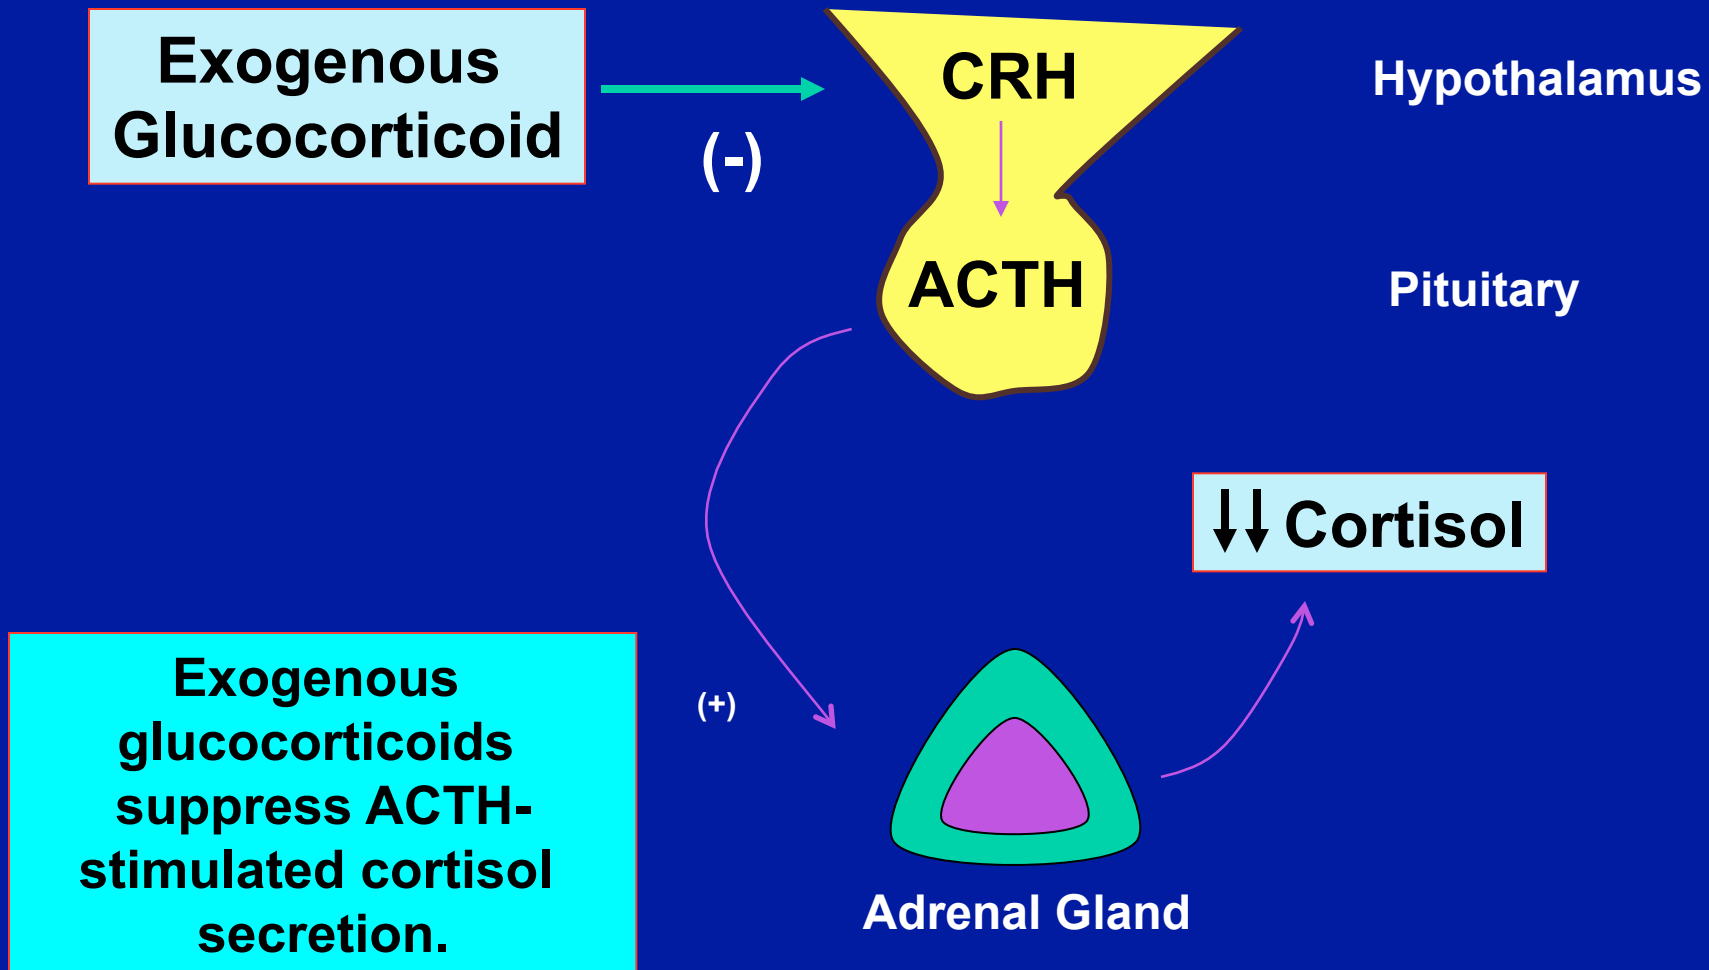 Exogenous
Glucocorticoid
(-)
CRH
Hypothalamus
ACTH
Pituitary
↓↓ Cortisol
(+)
Exogenous
glucocorticoids
suppress ACTH-
stimulated cortisol
secretion.
Adrenal Gland